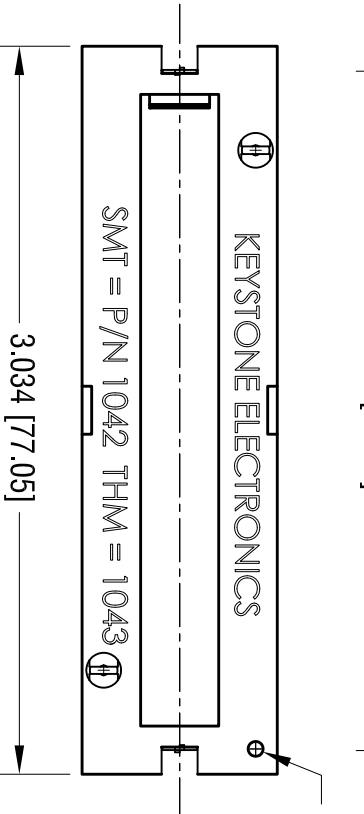 KEYSTONE ELECTRONICS
SMT = P/N 1042 THM = 1043
3.034 [77.05]